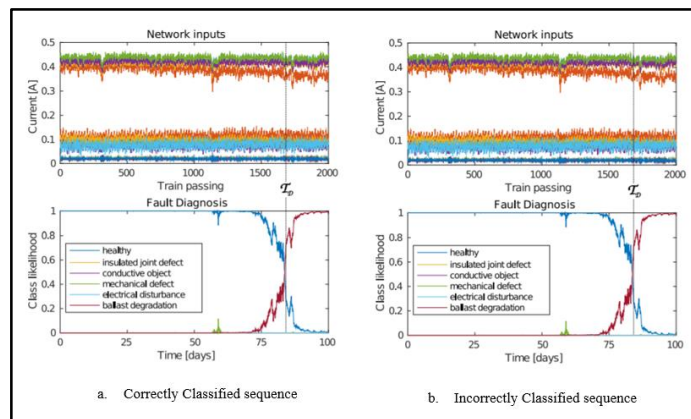 Network inputs
0.5
0.4
0.3
0.2
0.1
0
Current [A]
0 500 1000 1500 2000
Train passing
𝒯_D
Fault Diagnosis
1
0.8
0.6
0.4
0.2
0
Class likelihood
healthy
insulated joint defect
conductive object
mechanical defect
electrical disturbance
ballast degradation
0 25 50 75 100
Time [days]
a. Correctly Classified sequence
Network inputs
0.5
0.4
0.3
0.2
0.1
0
Current [A]
0 500 1000 1500 2000
Train passing
𝒯_D
Fault Diagnosis
1
0.8
0.6
0.4
0.2
0
Class likelihood
healthy
insulated joint defect
conductive object
mechanical defect
electrical disturbance
ballast degradation
0 25 50 75 100
Time [days]
b. Incorrectly Classified sequence